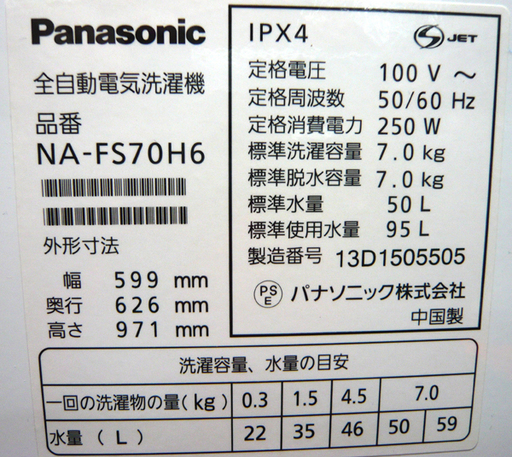 Panasonic
全自動電気洗濯機
品番
NA-FS70H6
外形寸法
幅 599 mm
奥行 626 mm
高さ 971 mm
IPX4
S JET
定格電圧 100 V ～
定格周波数 50/60 Hz
定格消費電力 250 W
標準洗濯容量 7.0 kg
標準脱水容量 7.0 kg
標準水量 50 L
標準使用水量 95 L
製造番号 13D1505505
PS E パナソニック株式会社
中国製
洗濯容量、水量の目安
一回の洗濯物の量(kg) 0.3 1.5 4.5 7.0
水量(L) 22 35 46 50 59